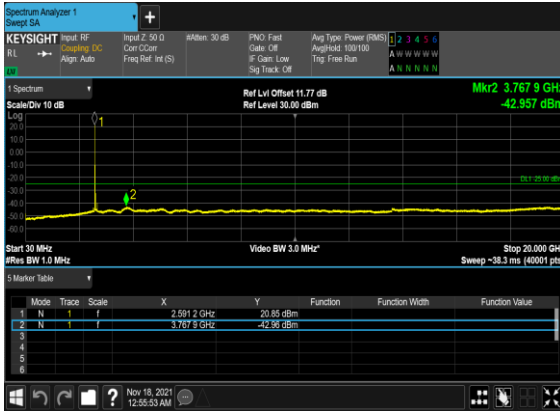 Spectrum Analyzer 1
Swept SA
+
KEYSIGHT Input: RF Input Z: 50 Ω #Atten: 30 dB PNO: Fast Avg Type: Power (RMS) 1 2 3 4 5 6
RL Coupling: DC Corr CCorr Gate: Off Avg|Hold: 100/100 A W W W W W
Align: Auto Freq Ref: Int (S) IF Gain: Low Trig: Free Run
Sig Track: Off A N N N N N
1 Spectrum Ref Lvl Offset 11.77 dB Mkr2 3.767 9 GHz
Scale/Div 10 dB Ref Level 30.00 dBm -42.957 dBm
Log
20.0
10.0
0.00
-10.0
-20.0
-30.0
-40.0
-50.0
-60.0
1
2
DL1 -25.00 dBm
Start 30 MHz Video BW 3.0 MHz* Stop 20.000 GHz
#Res BW 1.0 MHz Sweep ~38.3 ms (40001 pts)
5 Marker Table
Mode Trace Scale X Y Function Function Width Function Value
1 N 1 f 2.591 2 GHz 20.85 dBm
2 N 1 f 3.767 9 GHz -42.96 dBm
3
4
5
6
? Nov 18, 2021
12:55:53 AM